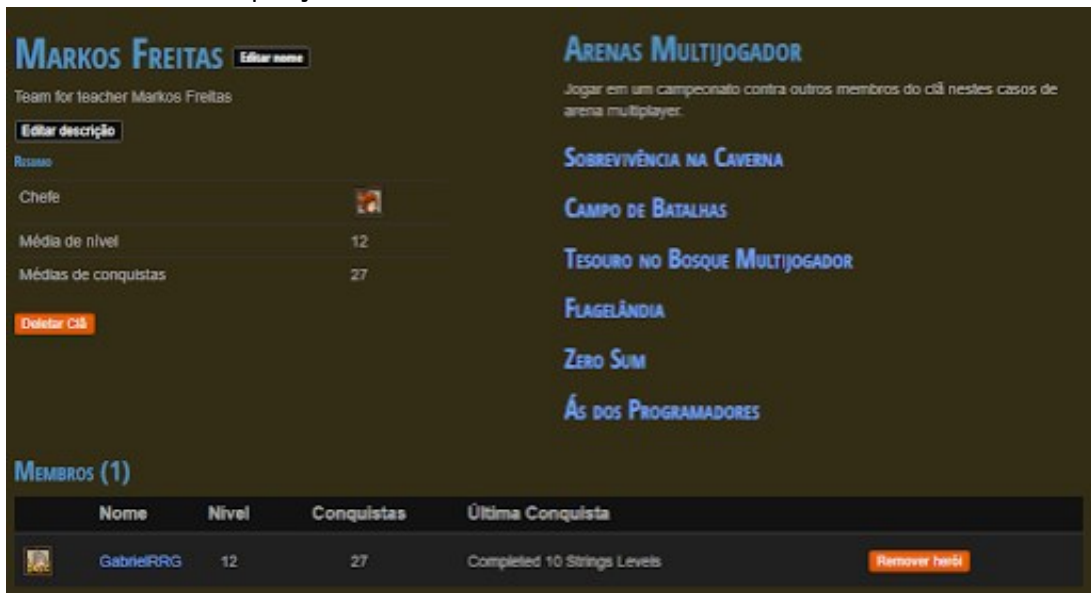 MARKOS FREITAS Editar nome
Team for teacher Markos Freitas
Editar descrição
RESUMO
Chefe
Média de nível 12
Médias de conquistas 27
Deletar Clã
ARENAS MULTIJOGADOR
Jogar em um campeonato contra outros membros do clã nestes casos de
arena multiplayer.
SOBREVIVÊNCIA NA CAVERNA
CAMPO DE BATALHAS
TESOURO NO BOSQUE MULTIJOGADOR
FLAGELÂNDIA
ZERO SUM
ÁS DOS PROGRAMADORES
MEMBROS (1)
Nome Nível Conquistas Última Conquista
GabrielRRG 12 27 Completed 10 Strings Levels Remover herói